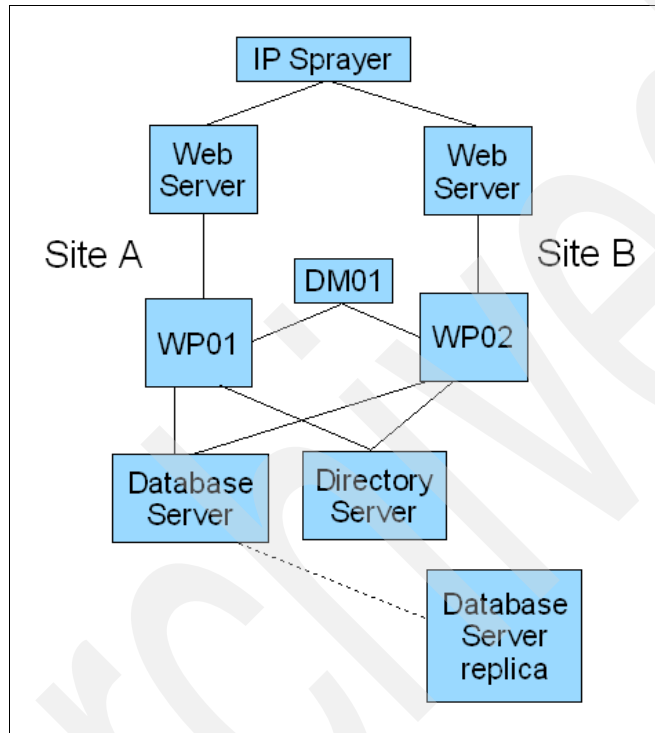 IP Sprayer
Web
Server
Web
Server
Site A
Site B
DM01
WP01
WP02
Database
Server
Directory
Server
Database
Server
replica